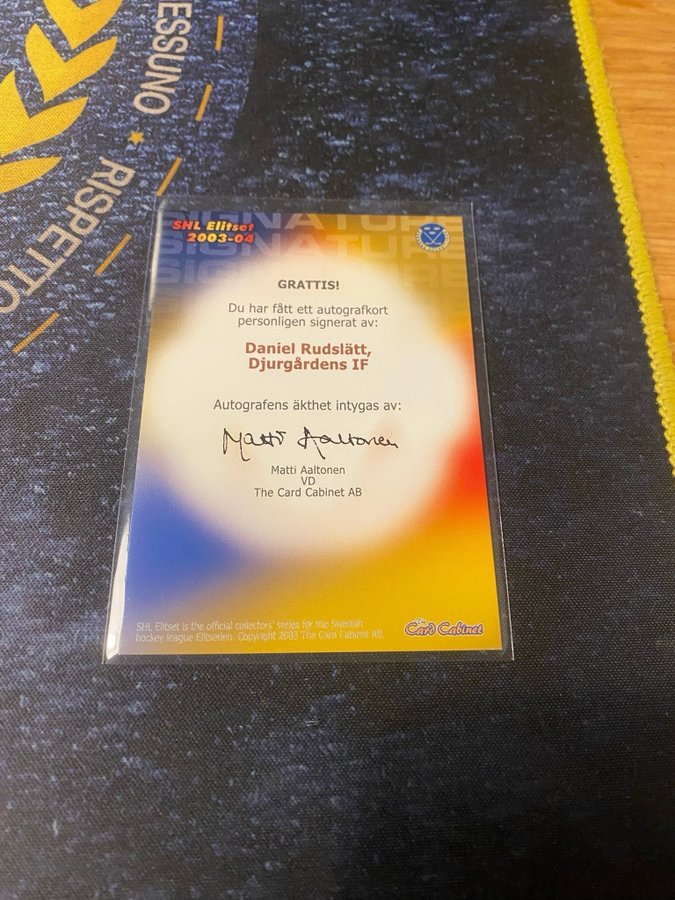 ESSUNO
RISPETTO
SIGNATURE
SHL Elitset
2003-04
GRATTIS!
Du har fått ett autografkort
personligen signerat av:
Daniel Rudslätt,
Djurgårdens IF
Autografens äkthet intygas av:
Matti Aaltonen
Matti Aaltonen
VD
The Card Cabinet AB
SHL Elitset is the official collectors' series for the Swedish
hockey league Elitserien. Copyright 2003 The Card Cabinet AB.
The
Card Cabinet